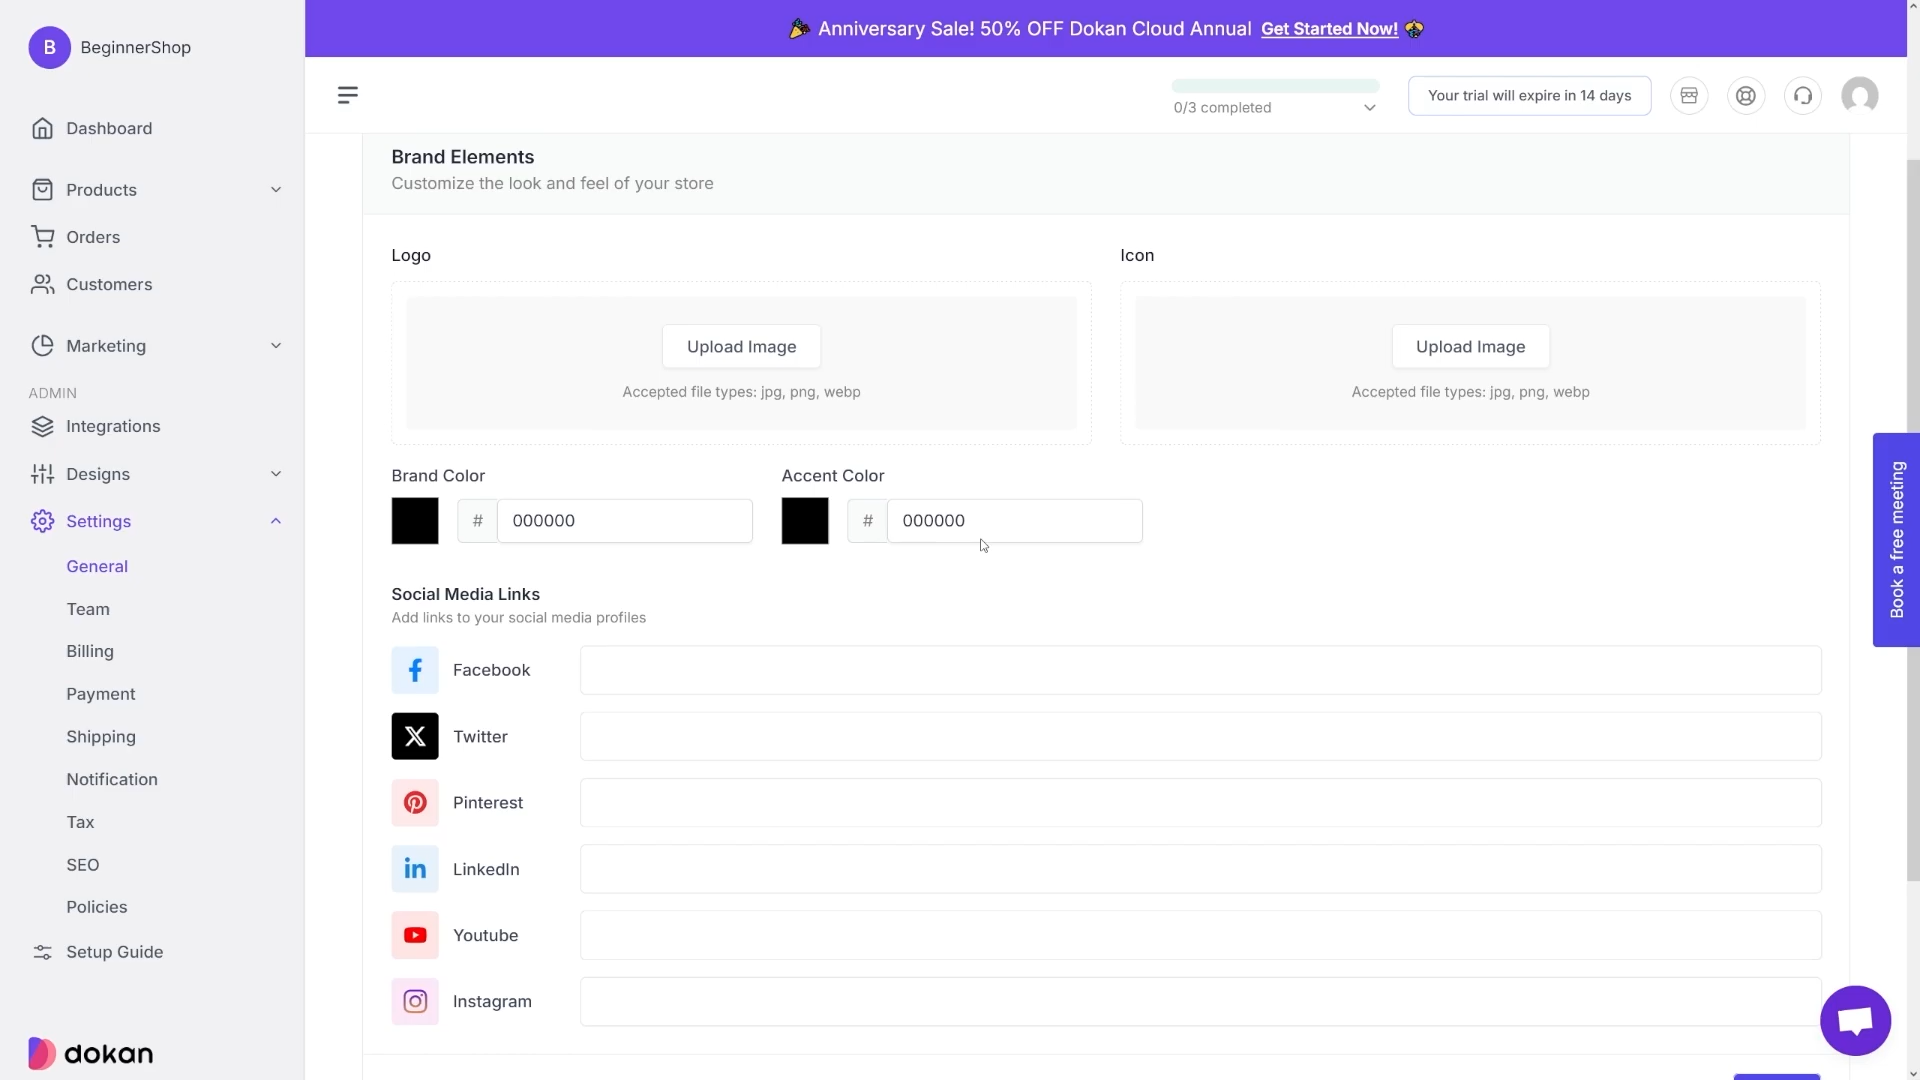 B BeginnerShop
Anniversary Sale! 50% OFF Dokan Cloud Annual Get Started Now!
0/3 completed
Your trial will expire in 14 days
Dashboard
Products
Orders
Customers
Marketing
ADMIN
Integrations
Designs
Settings
General
Team
Billing
Payment
Shipping
Notification
Tax
SEO
Policies
Setup Guide
dokan
Brand Elements
Customize the look and feel of your store
Logo
Icon
Upload Image
Accepted file types: jpg, png, webp
Upload Image
Accepted file types: jpg, png, webp
Brand Color
Accent Color
# 000000
# 000000
Social Media Links
Add links to your social media profiles
Facebook
Twitter
Pinterest
LinkedIn
Youtube
Instagram
Book a free meeting